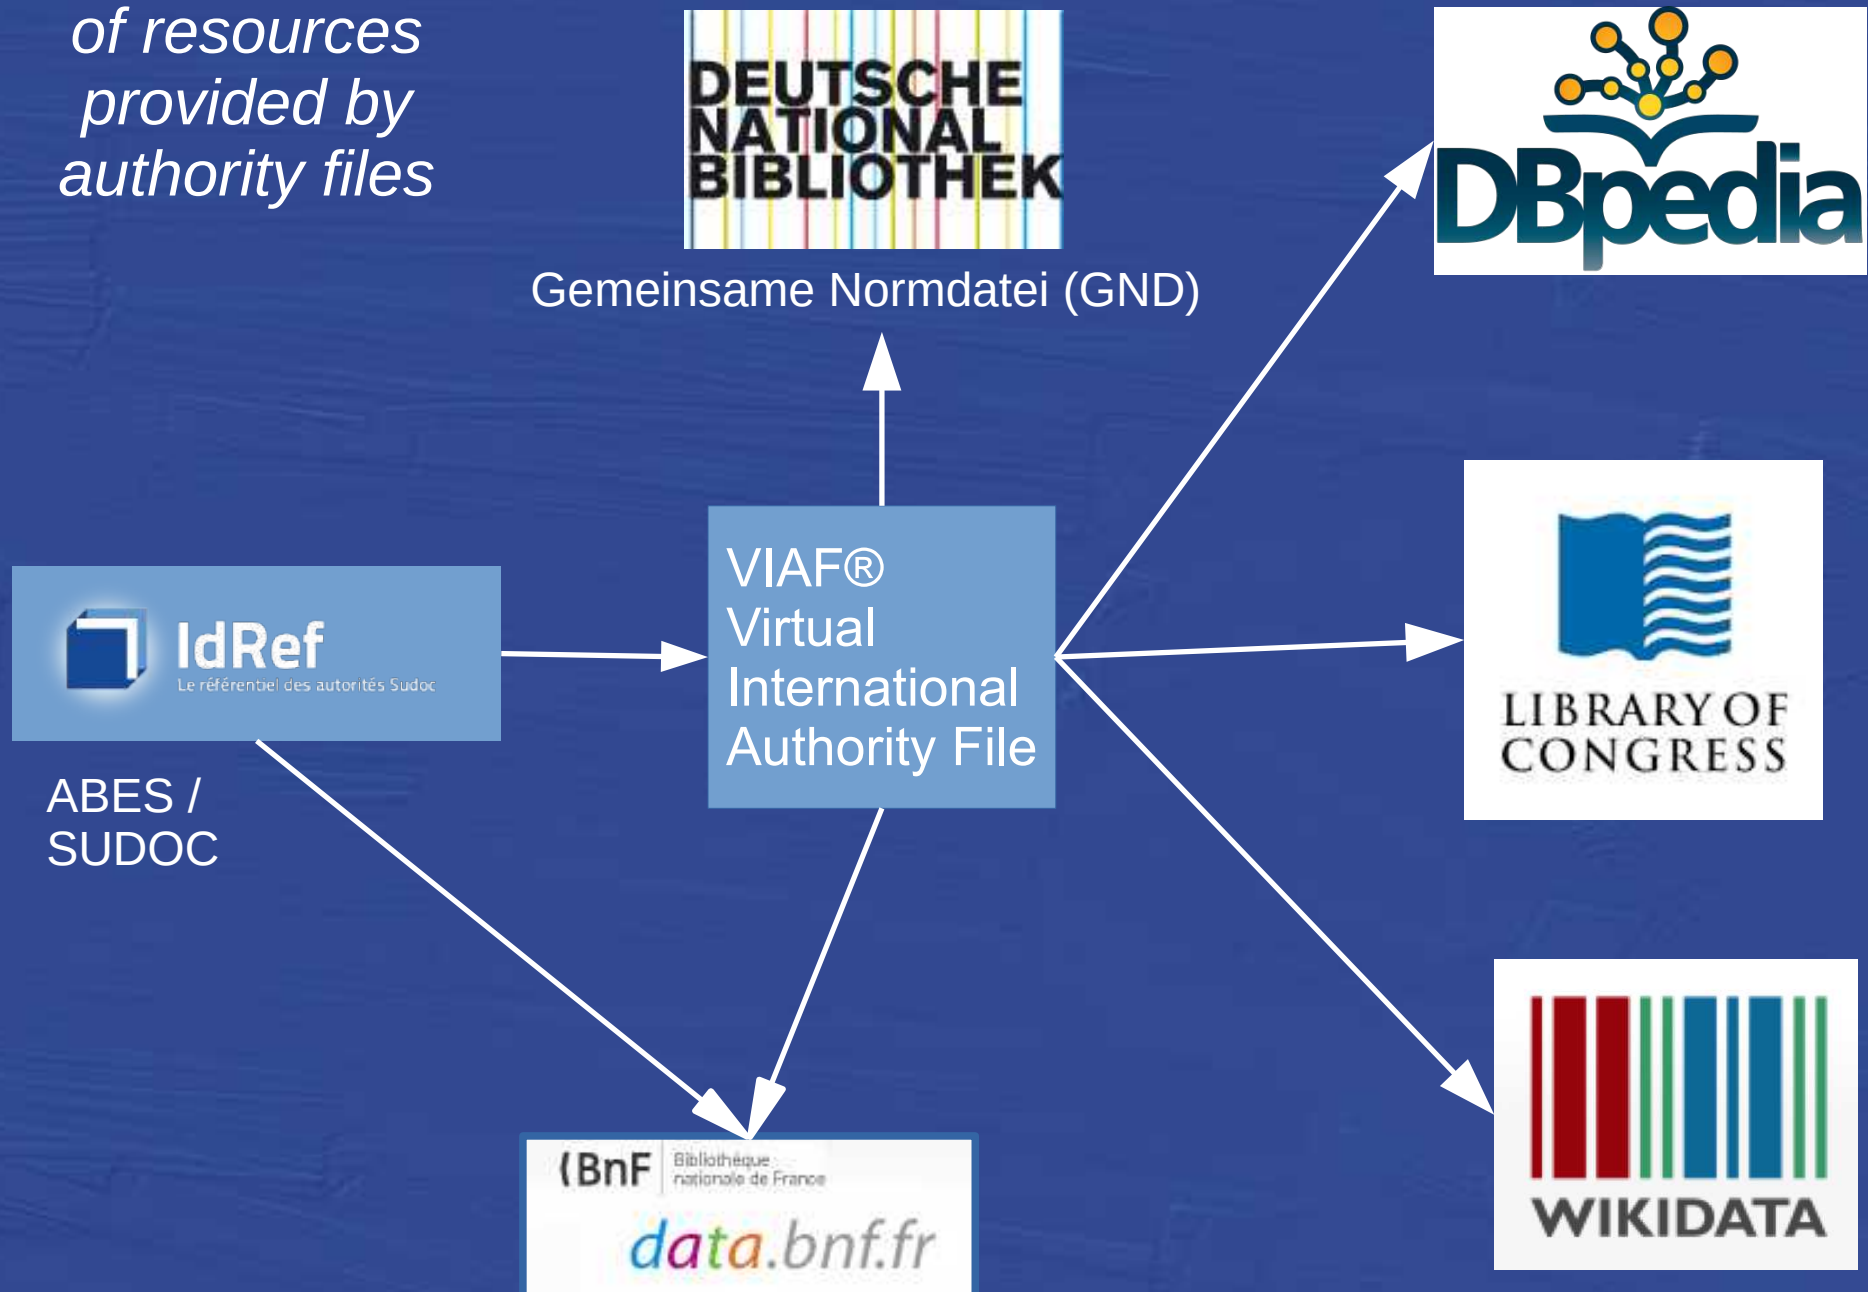 of resources
provided by
authority files
DEUTSCHE
NATIONAL
BIBLIOTHEK
Gemeinsame Normdatei (GND)
DBpedia
IdRef
Le référentiel des autorités Sudoc
ABES /
SUDOC
VIAF®
Virtual
International
Authority File
LIBRARY OF
CONGRESS
WIKIDATA
(BnF
Bibliothèque
nationale de France
data.bnf.fr